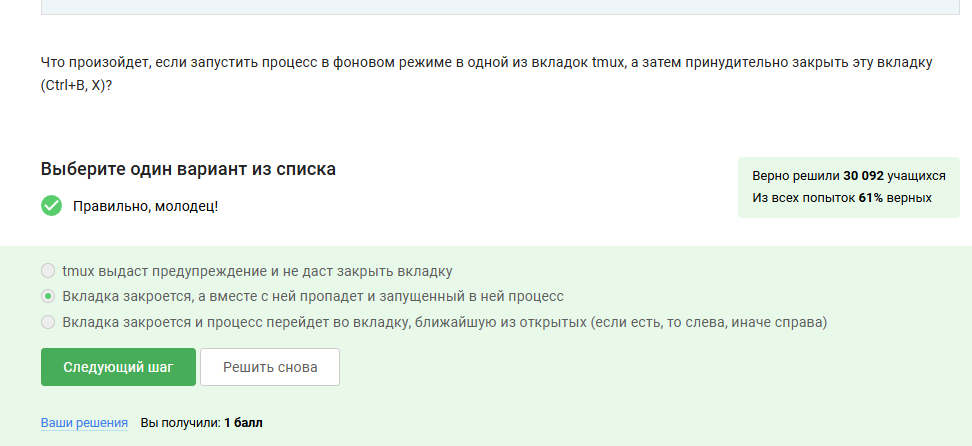 Что произойдет, если запустить процесс в фоновом режиме в одной из вкладок tmux, а затем принудительно закрыть эту вкладку
(Ctrl+B, X)?
Выберите один вариант из списка
Правильно, молодец!
Верно решили 30 092 учащихся
Из всех попыток 61% верных
tmux выдаст предупреждение и не даст закрыть вкладку
Вкладка закроется, а вместе с ней пропадет и запущенный в ней процесс
Вкладка закроется и процесс перейдет во вкладку, ближайшую из открытых (если есть, то слева, иначе справа)
Следующий шаг
Решить снова
Ваши решения Вы получили: 1 балл